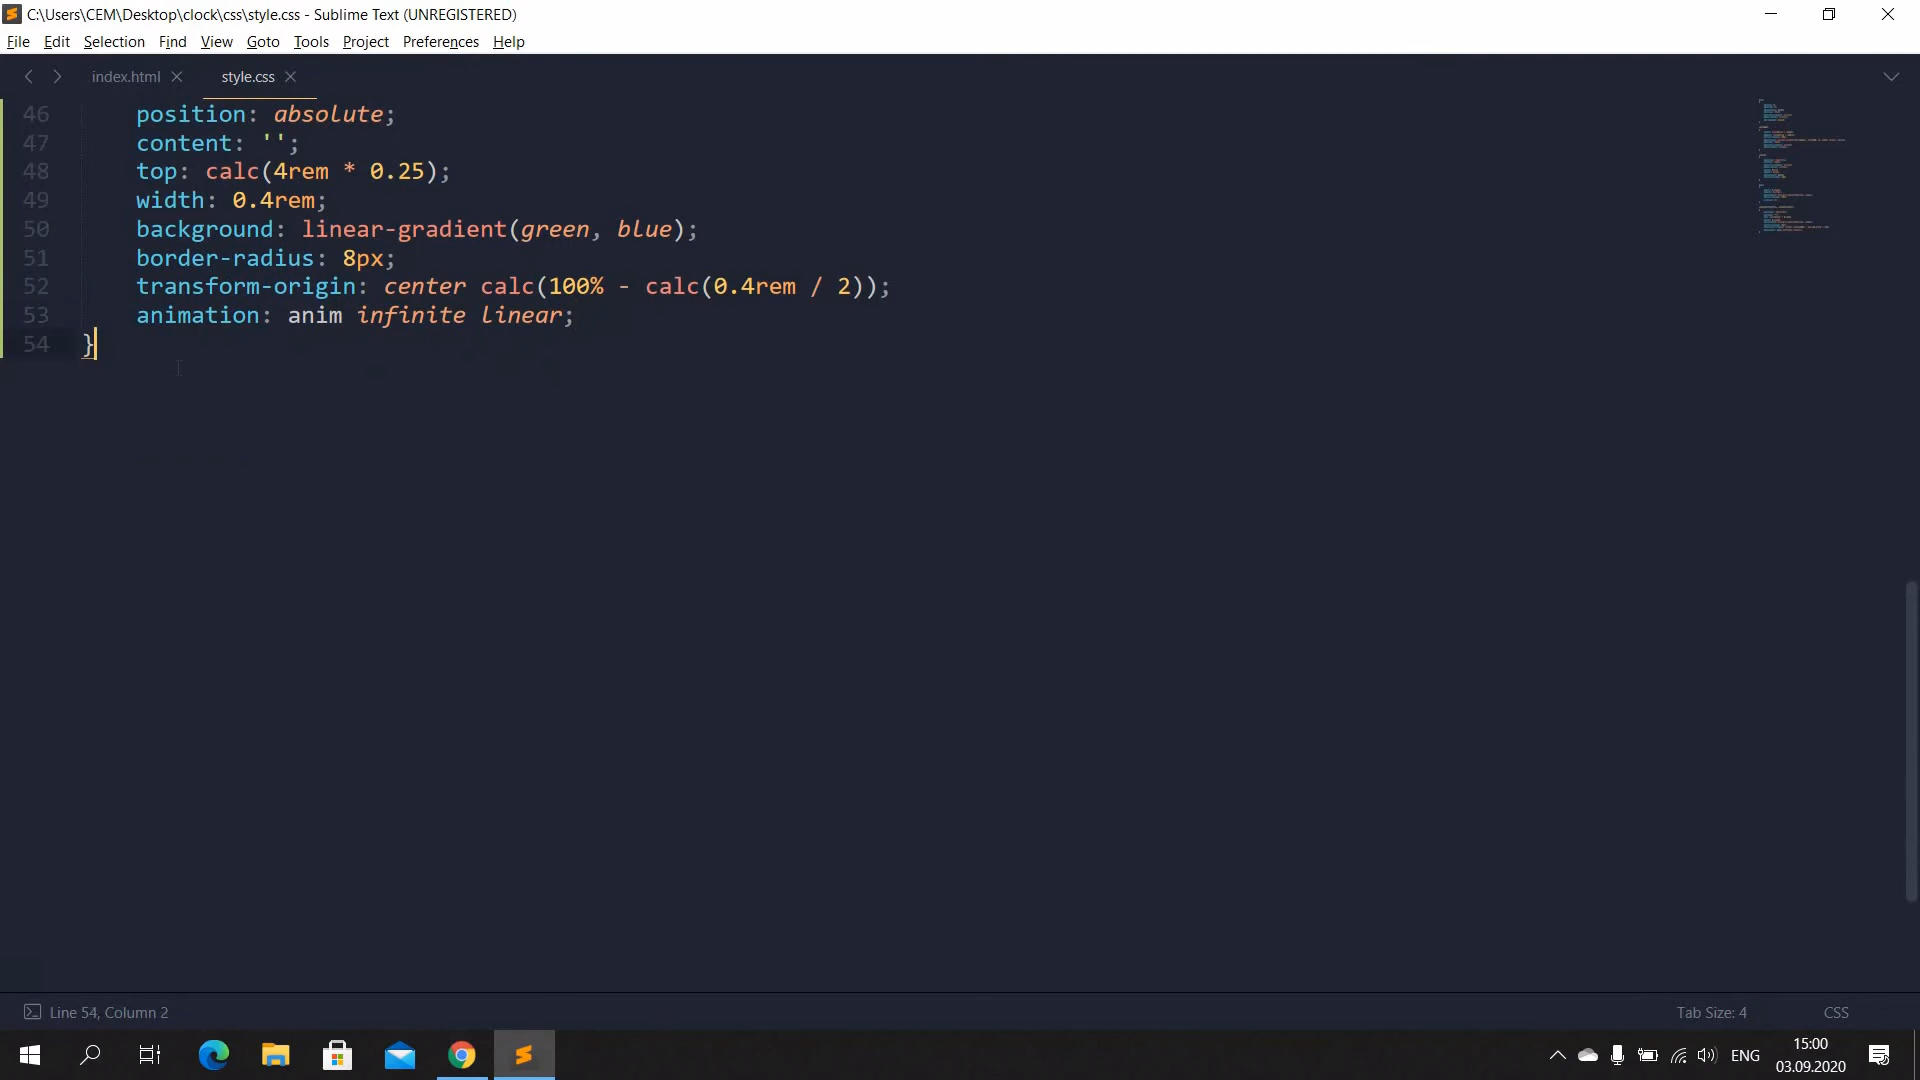 C:\Users\CEM\Desktop\clock\css\style.css - Sublime Text (UNREGISTERED)
File Edit Selection Find View Goto Tools Project Preferences Help
index.html style.css
46 position: absolute;
47 content: '';
48 top: calc(4rem * 0.25);
49 width: 0.4rem;
50 background: linear-gradient(green, blue);
51 border-radius: 8px;
52 transform-origin: center calc(100% - calc(0.4rem / 2));
53 animation: anim infinite linear;
54 }
Line 54, Column 2 Tab Size: 4 CSS
ENG 15:00
03.09.2020